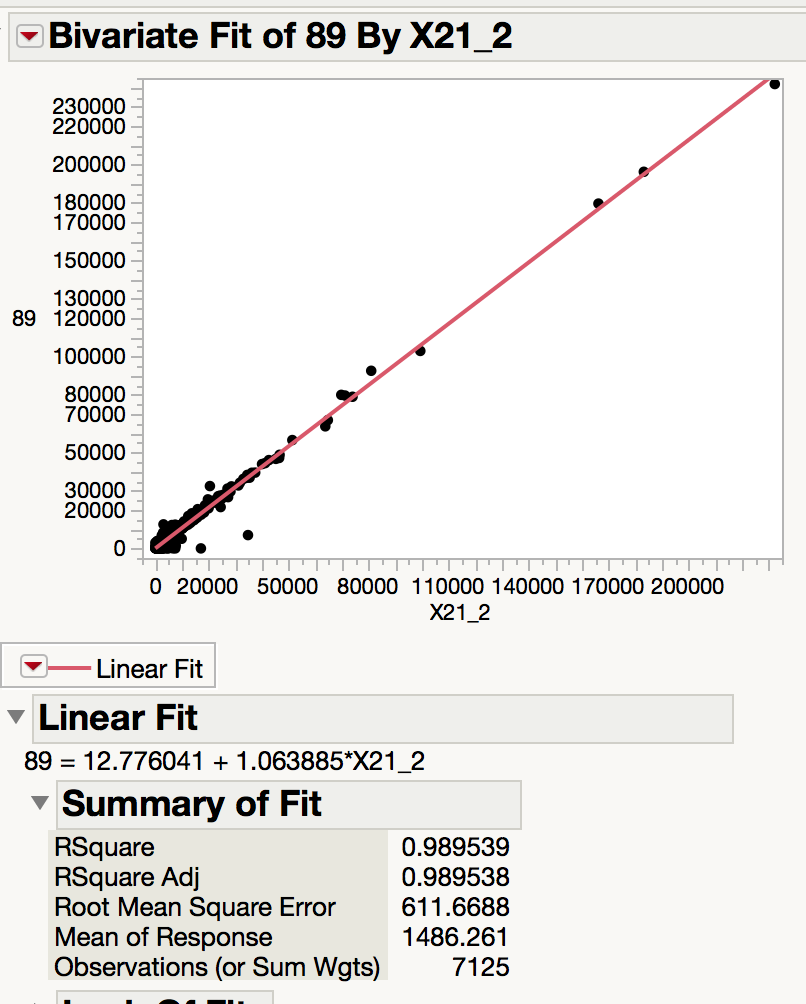 Bivariate Fit of 89 By X21_2
230000
220000
200000
180000
170000
150000
130000
120000
100000
80000
70000
50000
30000
20000
0
89
0 20000 50000 80000 110000 140000 170000 200000
X21_2
Linear Fit
Linear Fit
89 = 12.776041 + 1.063885*X21_2
Summary of Fit
RSquare 0.989539
RSquare Adj 0.989538
Root Mean Square Error 611.6688
Mean of Response 1486.261
Observations (or Sum Wgts) 7125